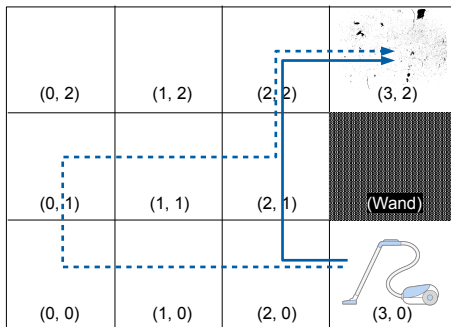 (0, 2) (1, 2) (2, 2) (3, 2)
(0, 1) (1, 1) (2, 1) (Wand)
(0, 0) (1, 0) (2, 0) (3, 0)